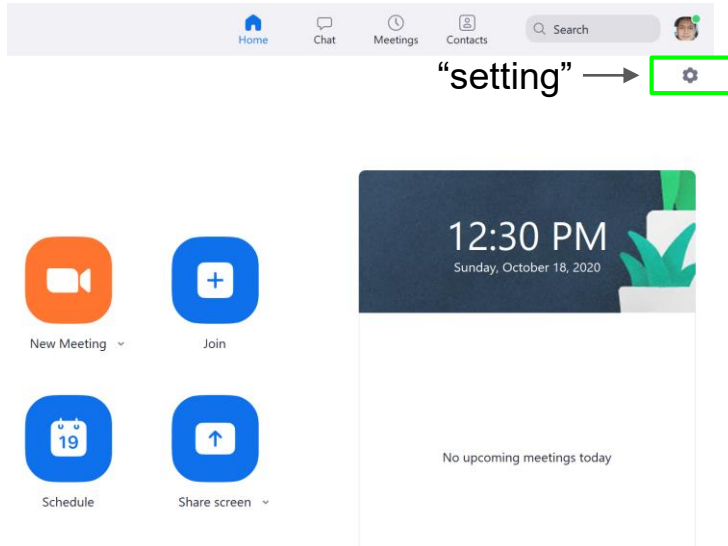 Home
Chat
Meetings
Contacts
Search
“setting”
12:30 PM
Sunday, October 18, 2020
New Meeting
Join
19
Schedule
Share screen
No upcoming meetings today